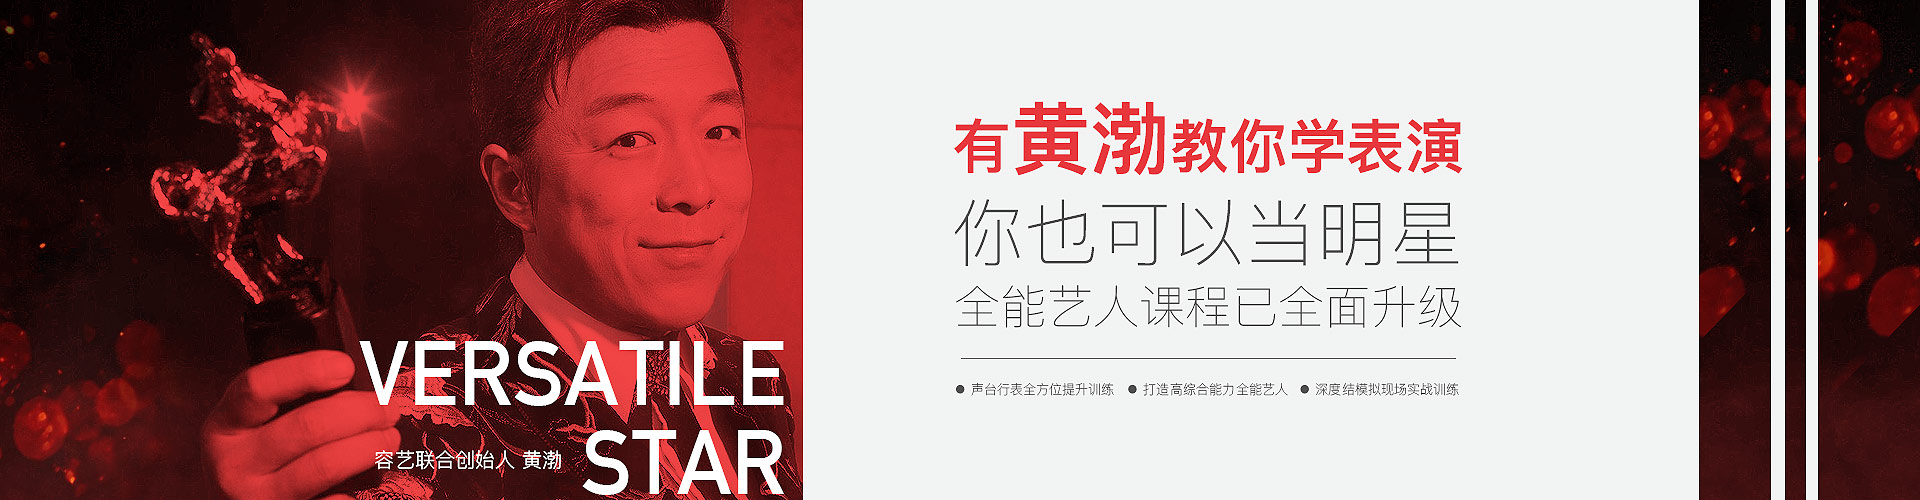 VERSATILE
STAR
容艺联合创始人 黄渤
有黄渤教你学表演
你也可以当明星
全能艺人课程已全面升级
● 声台行表全方位提升训练 ● 打造高综合能力全能艺人 ● 深度结模拟现场实战训练